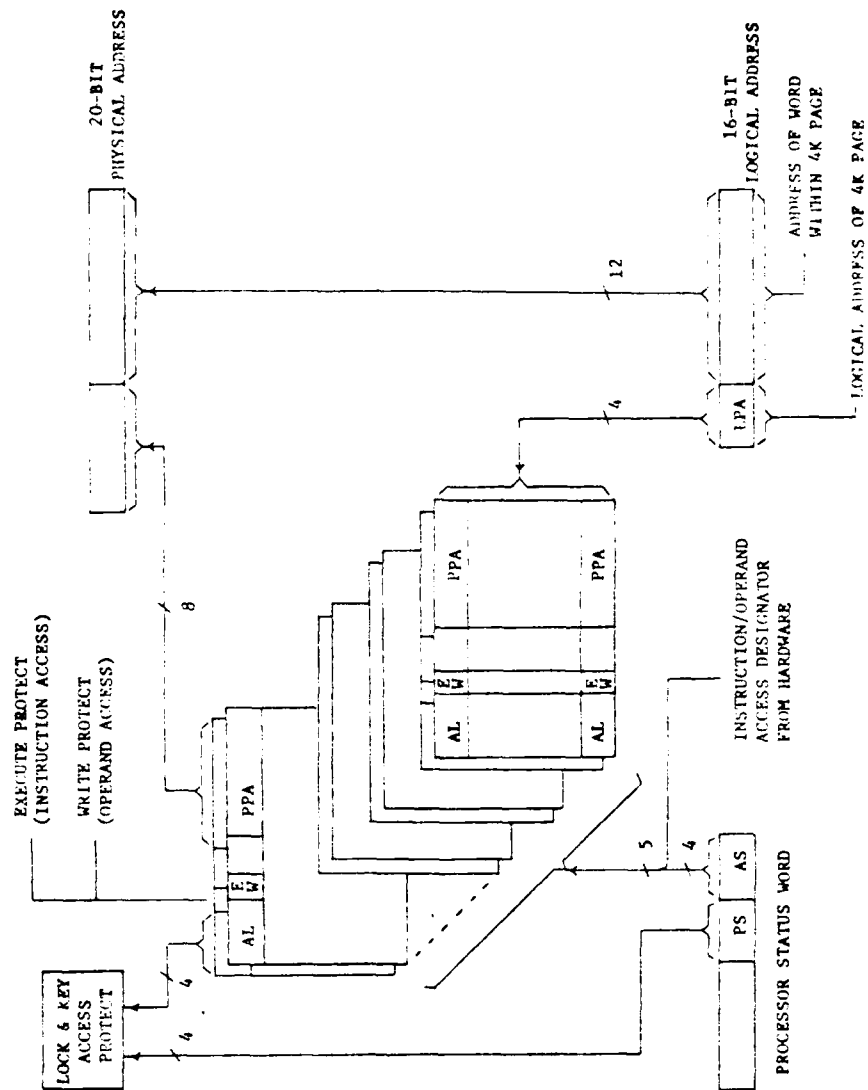 20-BIT
PHYSICAL ADDRESS
EXECUTE PROTECT
(INSTRUCTION ACCESS)
WRITE PROTECT
(OPERAND ACCESS)
LOCK & KEY
ACCESS
PROTECT
4
4
8
12
AL
E
W
PPA
AL
E
W
PPA
AL
E
W
PPA
4
5
4
INSTRUCTION/OPERAND
ACCESS DESIGNATOR
FROM HARDWARE
PS
AS
PROCESSOR STATUS WORD
LPA
16-BIT
LOGICAL ADDRESS
ADDRESS OF WORD
WITHIN 4K PAGE
LOGICAL ADDRESS OF 4K PAGE